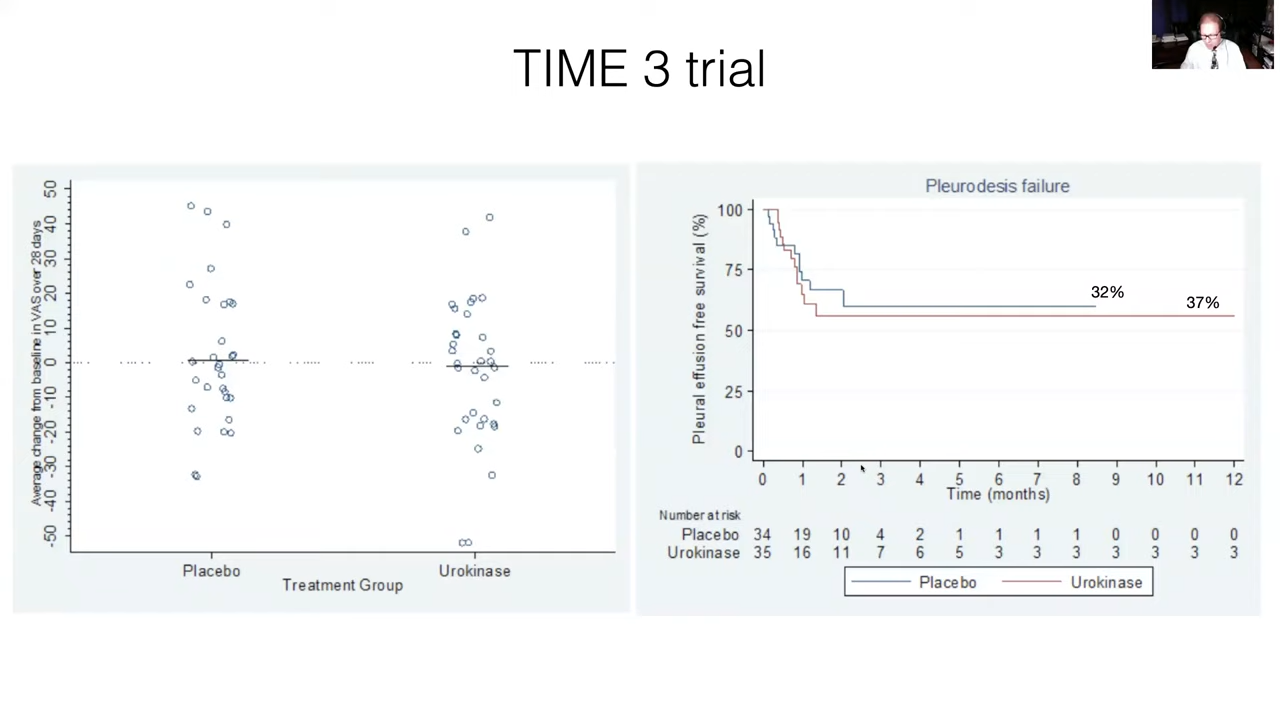 TIME 3 trial
Average change from baseline in VAS over 28 days
50
40
30
20
10
0
-10
-20
-30
-40
-50
Placebo
Urokinase
Treatment Group
Pleurodesis failure
Pleural effusion free survival (%)
100
75
50
25
0
32%
37%
0 1 2 3 4 5 6 7 8 9 10 11 12
Time (months)
Number at risk
Placebo 34 19 10 4 2 1 1 1 1 0 0 0 0
Urokinase 35 16 11 7 6 5 3 3 3 3 3 3 3
Placebo Urokinase